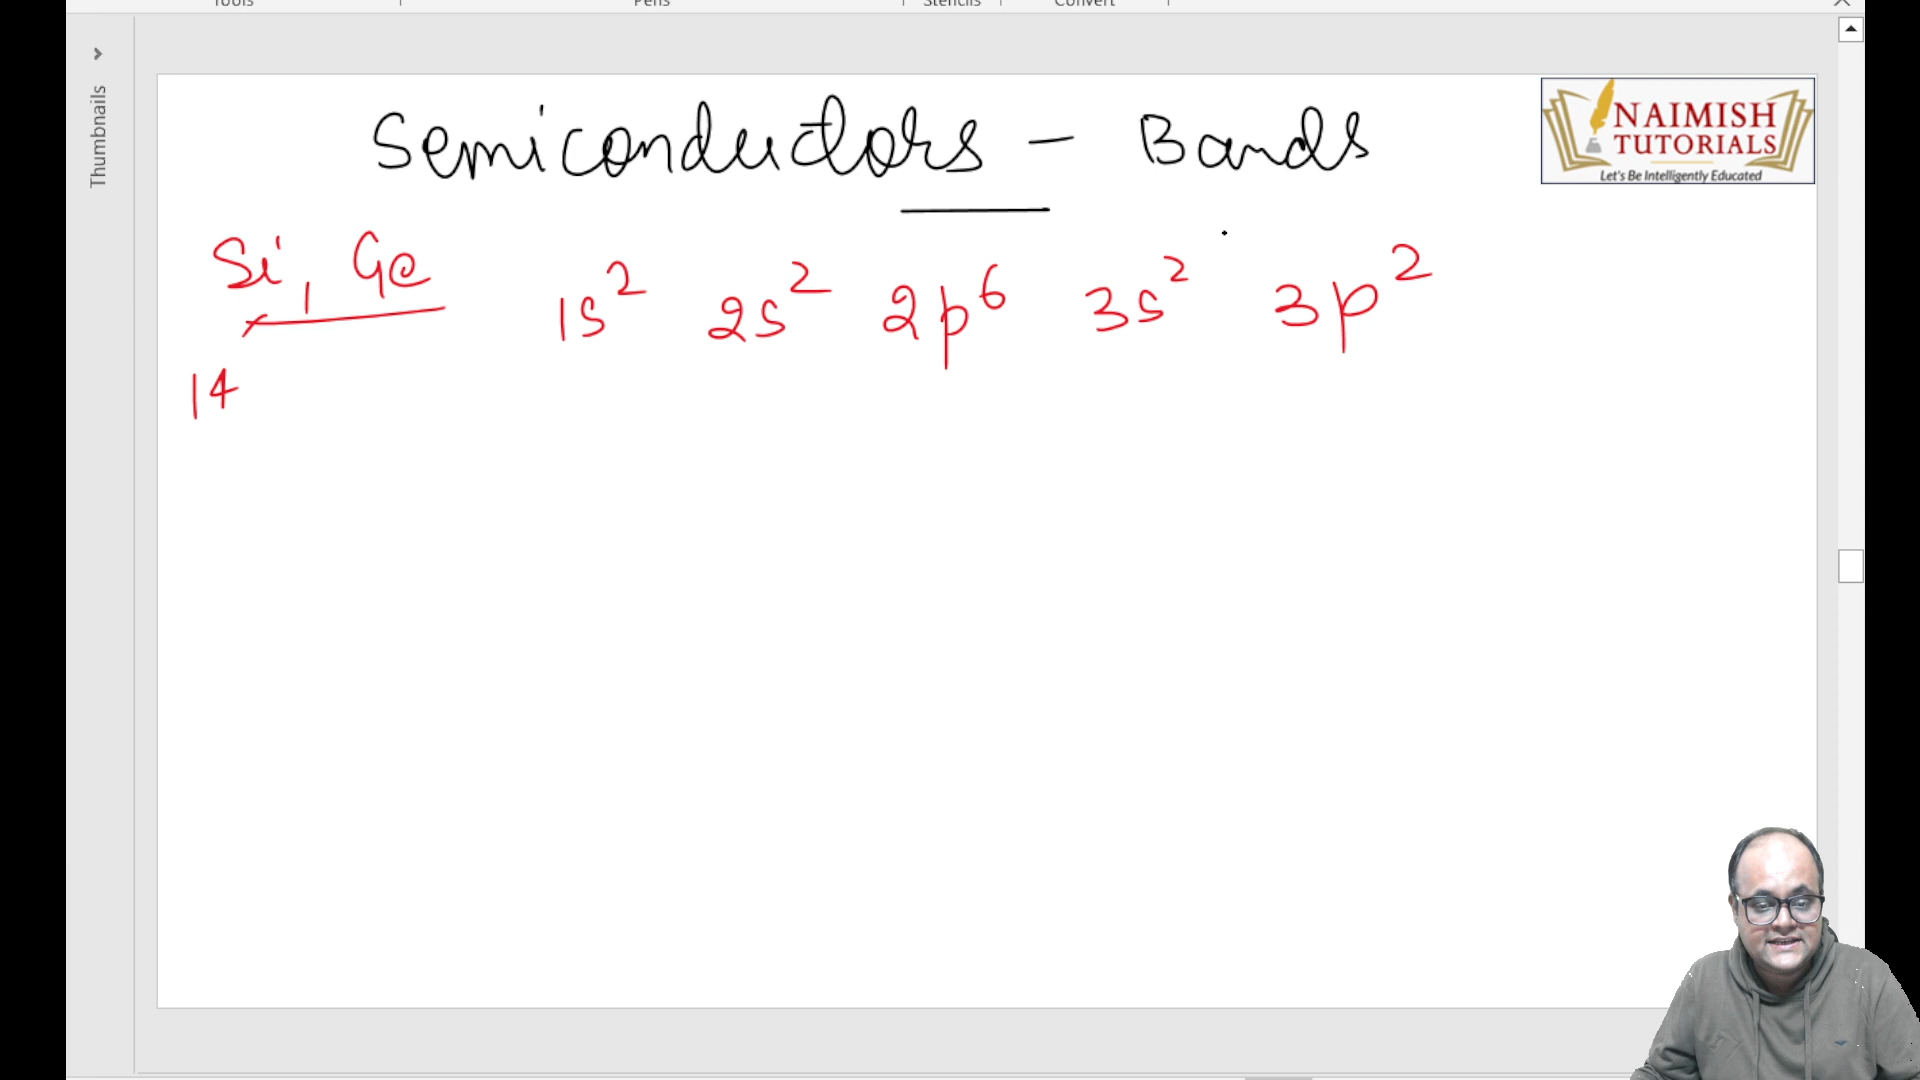 Tools Pens Stencils Convert
Thumbnails
Semiconductors - Bands
NAIMISH
TUTORIALS
Let's Be Intelligently Educated
Si, Ge 1s² 2s² 2p⁶ 3s² 3p²
14